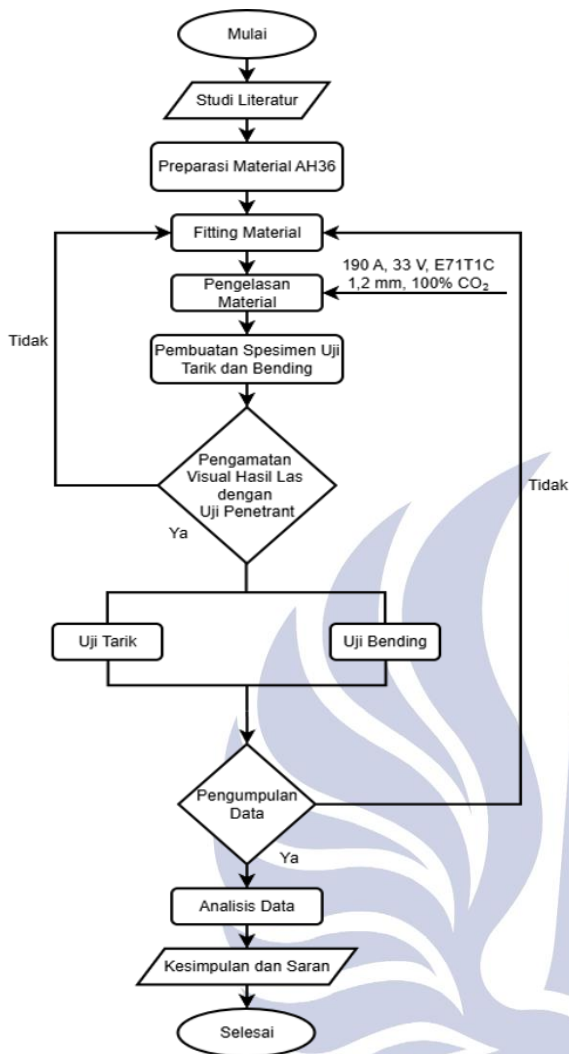 Mulai
Studi Literatur
Preparasi Material AH36
Fitting Material
190 A, 33 V, E71T1C
1,2 mm, 100% CO₂
Pengelasan
Material
Tidak
Pembuatan Spesimen Uji
Tarik dan Bending
Pengamatan
Visual Hasil Las
dengan
Uji Penetrant
Tidak
Ya
Uji Tarik
Uji Bending
Pengumpulan
Data
Ya
Analisis Data
Kesimpulan dan Saran
Selesai